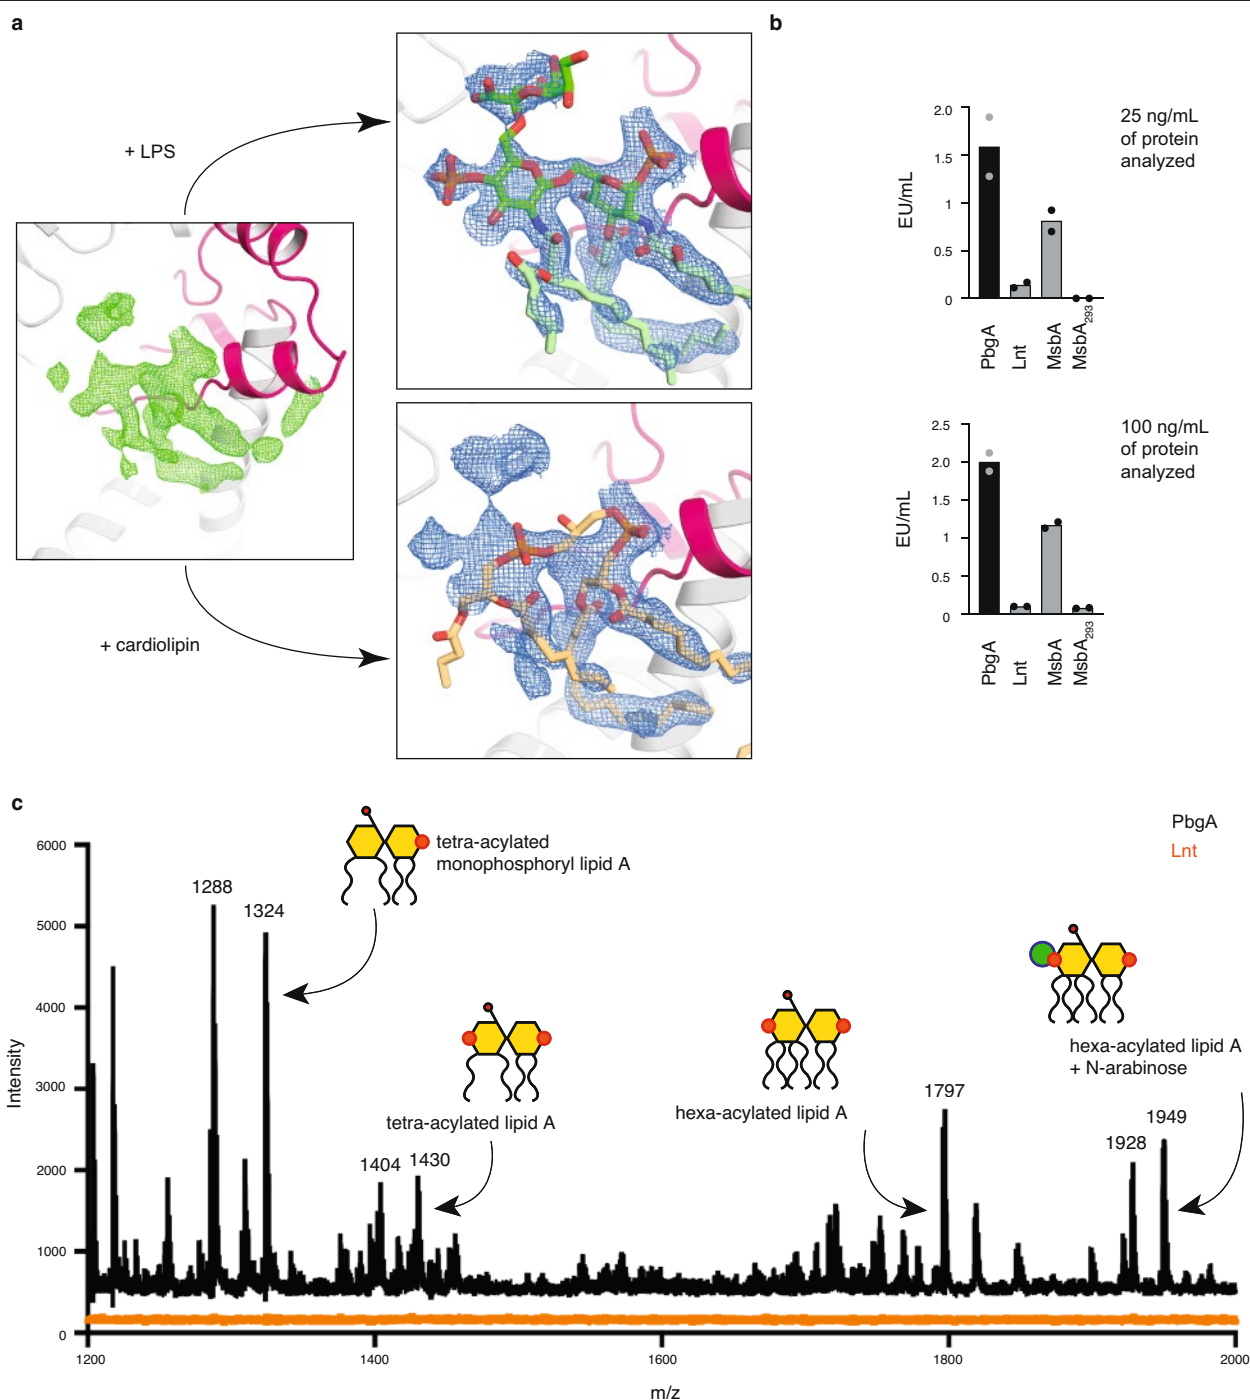 a
+ LPS
+ cardiolipin
b
2.0
1.5
1
0.5
0
EU/mL
PbgA
Lnt
MsbA
MsbA293
25 ng/mL
of protein
analyzed
2.5
2.0
1.5
1
0.5
0
EU/mL
PbgA
Lnt
MsbA
MsbA293
100 ng/mL
of protein
analyzed
c
PbgA
Lnt
6000
5000
4000
3000
2000
1000
0
Intensity
1288
1324
tetra-acylated
monophosphoryl lipid A
1404
1430
tetra-acylated lipid A
hexa-acylated lipid A
1797
hexa-acylated lipid A
+ N-arabinose
1928
1949
1200
1400
1600
1800
2000
m/z